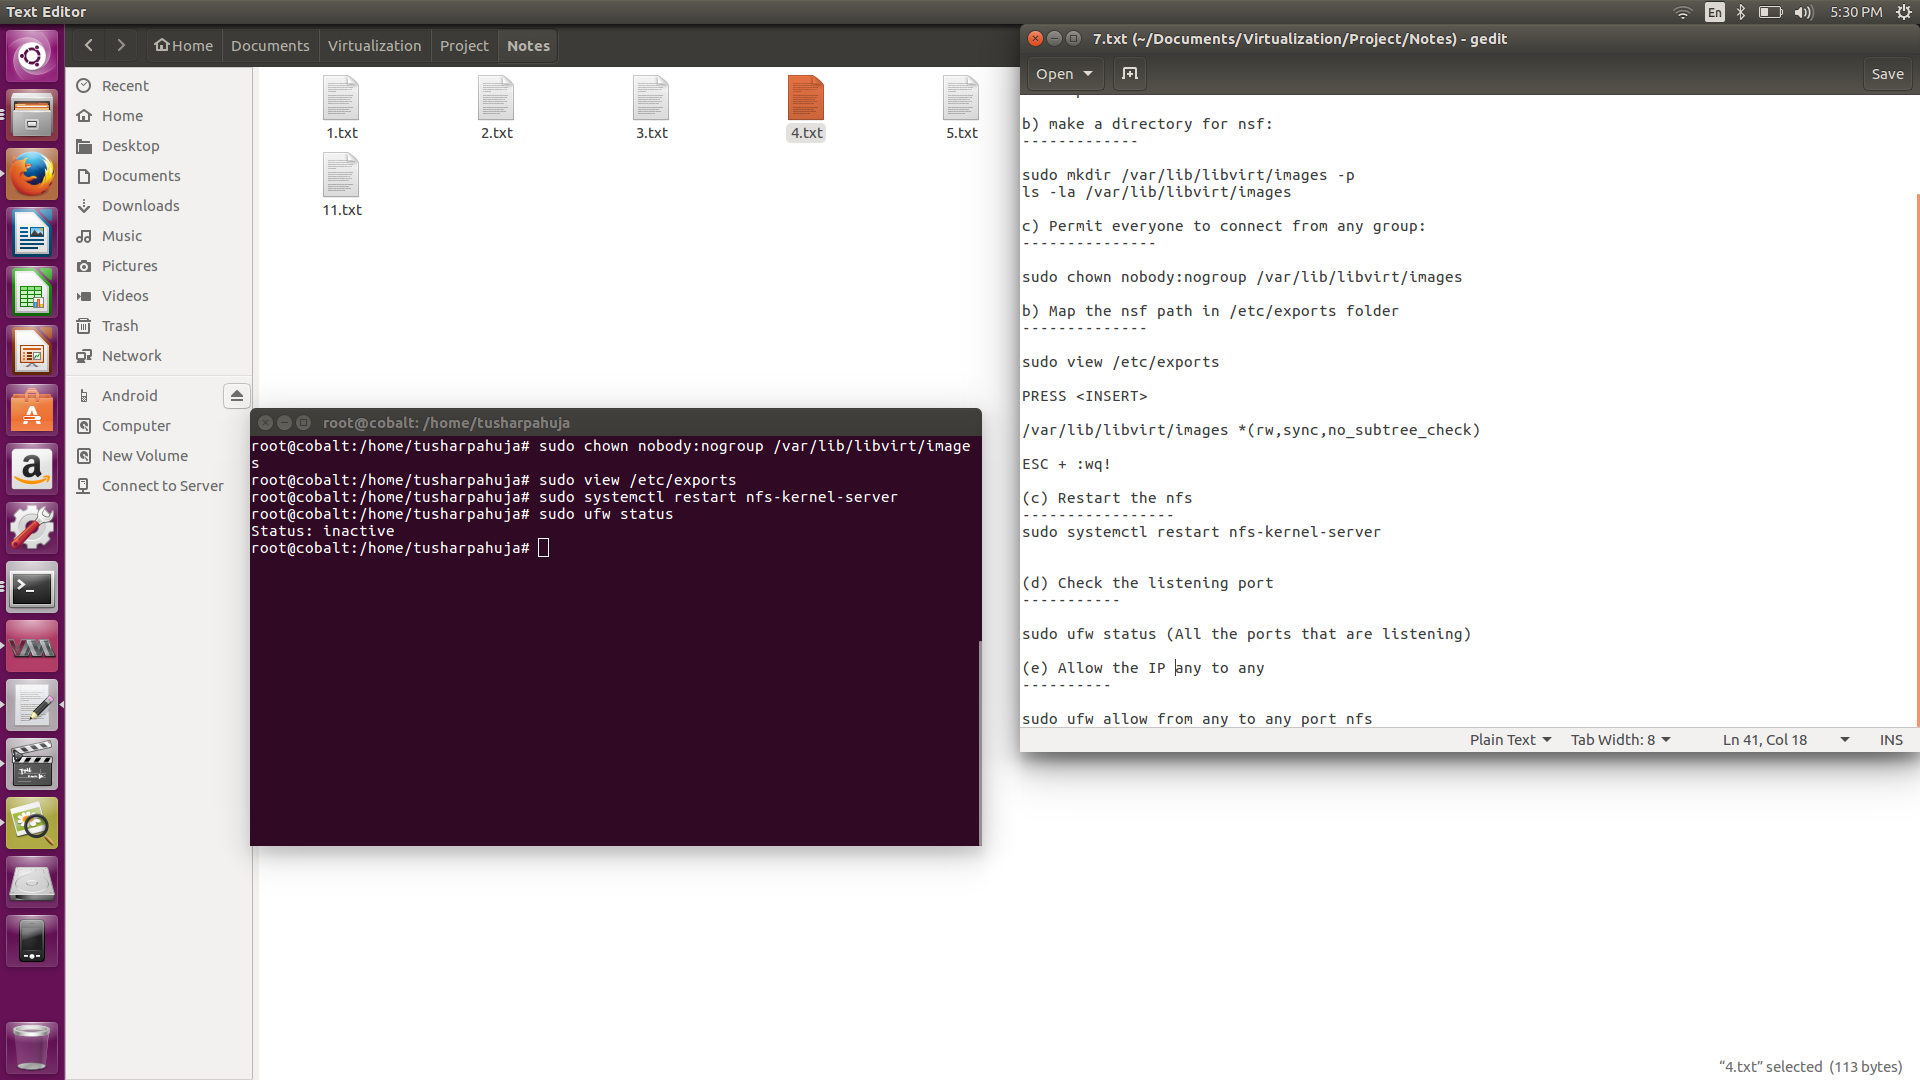 Text Editor
En
5:30 PM
Home
Documents
Virtualization
Project
Notes
Recent
Home
Desktop
Documents
Downloads
Music
Pictures
Videos
Trash
Network
Android
Computer
New Volume
Connect to Server
1.txt
2.txt
3.txt
4.txt
5.txt
11.txt
root@cobalt: /home/tusharpahuja
root@cobalt:/home/tusharpahuja# sudo chown nobody:nogroup /var/lib/libvirt/image
s
root@cobalt:/home/tusharpahuja# sudo view /etc/exports
root@cobalt:/home/tusharpahuja# sudo systemctl restart nfs-kernel-server
root@cobalt:/home/tusharpahuja# sudo ufw status
Status: inactive
root@cobalt:/home/tusharpahuja#
7.txt (~/Documents/Virtualization/Project/Notes) - gedit
Open
Save
b) make a directory for nsf:
-------------
sudo mkdir /var/lib/libvirt/images -p
ls -la /var/lib/libvirt/images
c) Permit everyone to connect from any group:
---------------
sudo chown nobody:nogroup /var/lib/libvirt/images
b) Map the nsf path in /etc/exports folder
--------------
sudo view /etc/exports
PRESS <INSERT>
/var/lib/libvirt/images *(rw,sync,no_subtree_check)
ESC + :wq!
(c) Restart the nfs
-----------------
sudo systemctl restart nfs-kernel-server
(d) Check the listening port
-----------
sudo ufw status (All the ports that are listening)
(e) Allow the IP any to any
----------
sudo ufw allow from any to any port nfs
Plain Text
Tab Width: 8
Ln 41, Col 18
INS
“4.txt” selected (113 bytes)